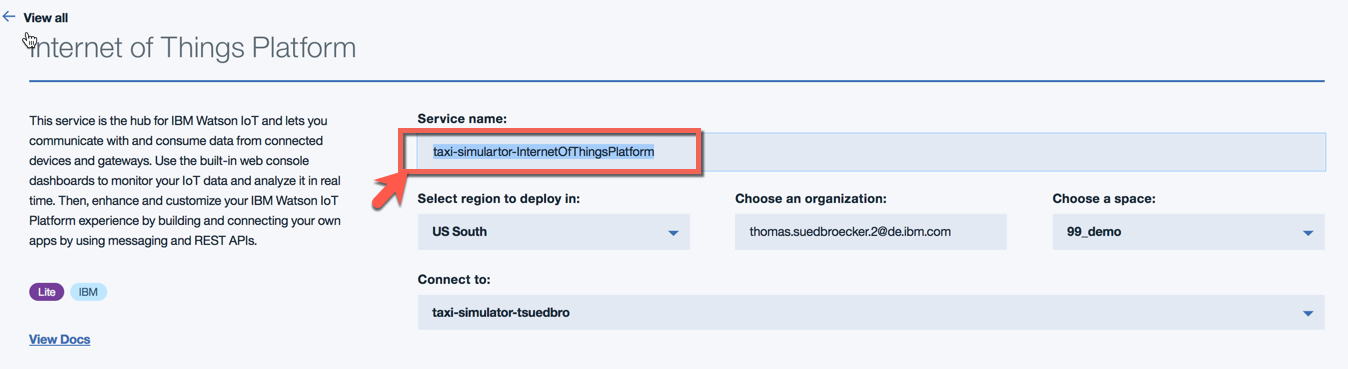 View all
Internet of Things Platform
This service is the hub for IBM Watson IoT and lets you
communicate with and consume data from connected
devices and gateways. Use the built-in web console
dashboards to monitor your IoT data and analyze it in real
time. Then, enhance and customize your IBM Watson IoT
Platform experience by building and connecting your own
apps by using messaging and REST APIs.
Lite IBM
View Docs
Service name:
taxi-simulartor-InternetOfThingsPlatform
Select region to deploy in: Choose an organization: Choose a space:
US South thomas.suedbroecker.2@de.ibm.com 99_demo
Connect to:
taxi-simulator-tsuedbro